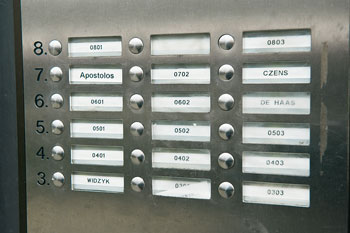 8. 0801 0803
7. Apostolos 0702 CZENS
6. 0601 0602 DE HAAS
5. 0501 0502 0503
4. 0401 0402 0403
3. WIDZYK 0303